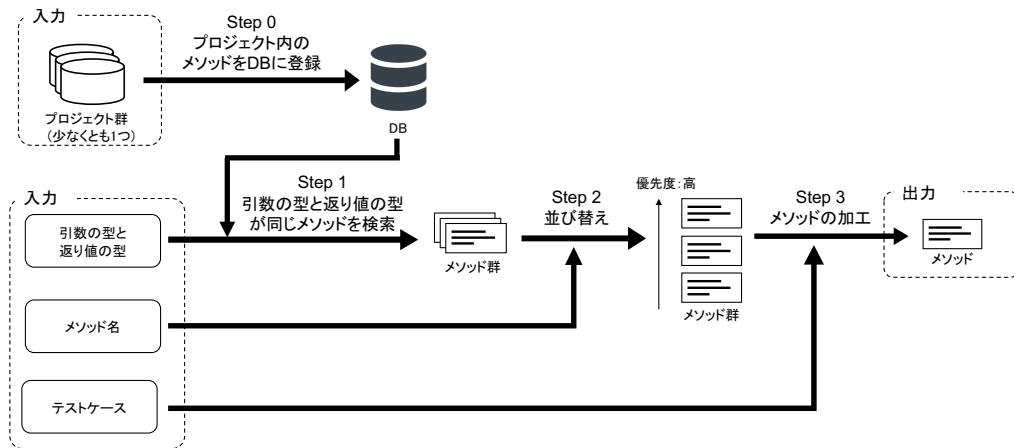 入力
プロジェクト群
(少なくとも1つ)
Step 0
プロジェクト内の
メソッドをDBに登録
DB
入力
引数の型と
返り値の型
メソッド名
テストケース
Step 1
引数の型と返り値の型
が同じメソッドを検索
メソッド群
Step 2
並び替え
優先度:高
メソッド群
Step 3
メソッドの加工
出力
メソッド